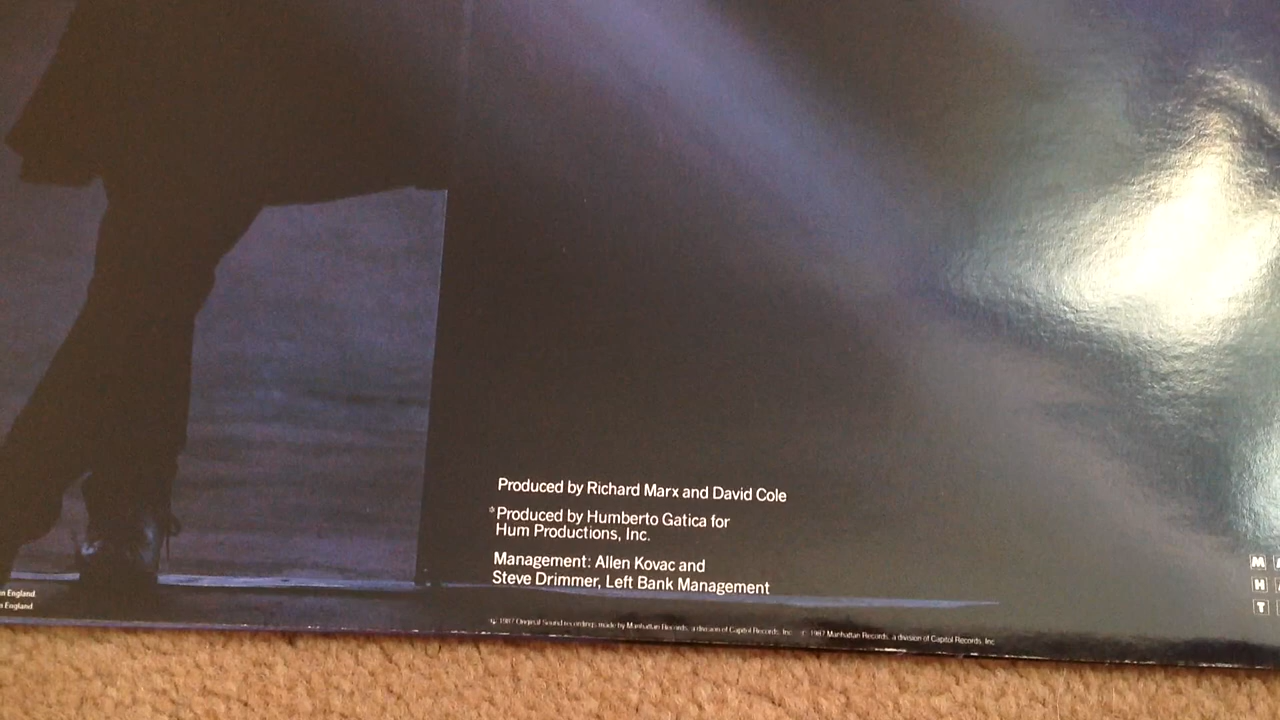 Produced by Richard Marx and David Cole
*Produced by Humberto Gatica for
Hum Productions, Inc.
Management: Allen Kovac and
Steve Drimmer, Left Bank Management
n England.
n England
℗ 1987 Original Sound recordings made by Manhattan Records, a division of Capitol Records, Inc. © 1987 Manhattan Records, a division of Capitol Records, Inc.
M A
H
T